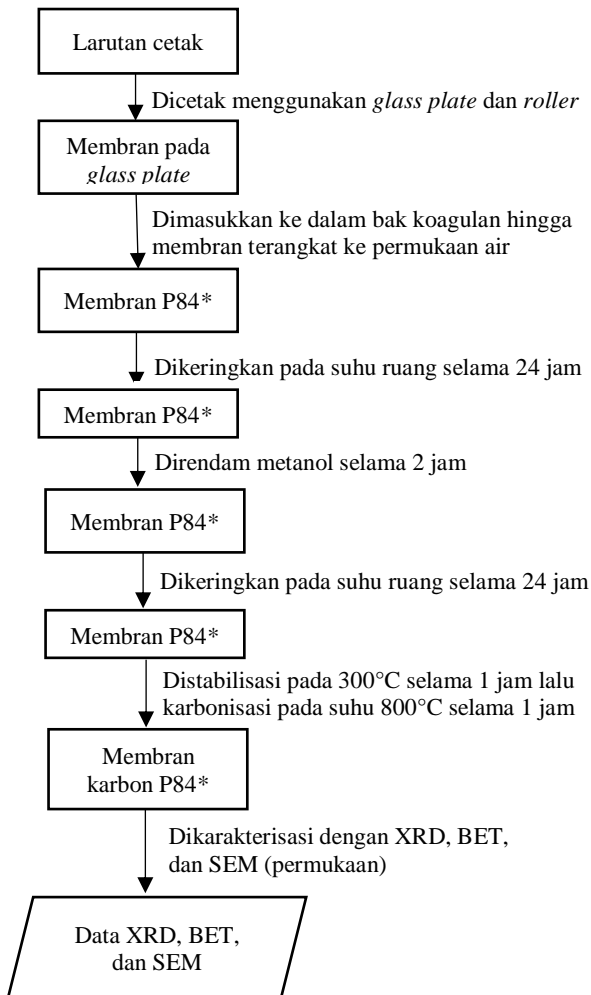 Larutan cetak
Dicetak menggunakan glass plate dan roller
Membran pada
glass plate
Dimasukkan ke dalam bak koagulan hingga
membran terangkat ke permukaan air
Membran P84*
Dikeringkan pada suhu ruang selama 24 jam
Membran P84*
Direndam metanol selama 2 jam
Membran P84*
Dikeringkan pada suhu ruang selama 24 jam
Membran P84*
Distabilisasi pada 300°C selama 1 jam lalu
karbonisasi pada suhu 800°C selama 1 jam
Membran
karbon P84*
Dikarakterisasi dengan XRD, BET,
dan SEM (permukaan)
Data XRD, BET,
dan SEM